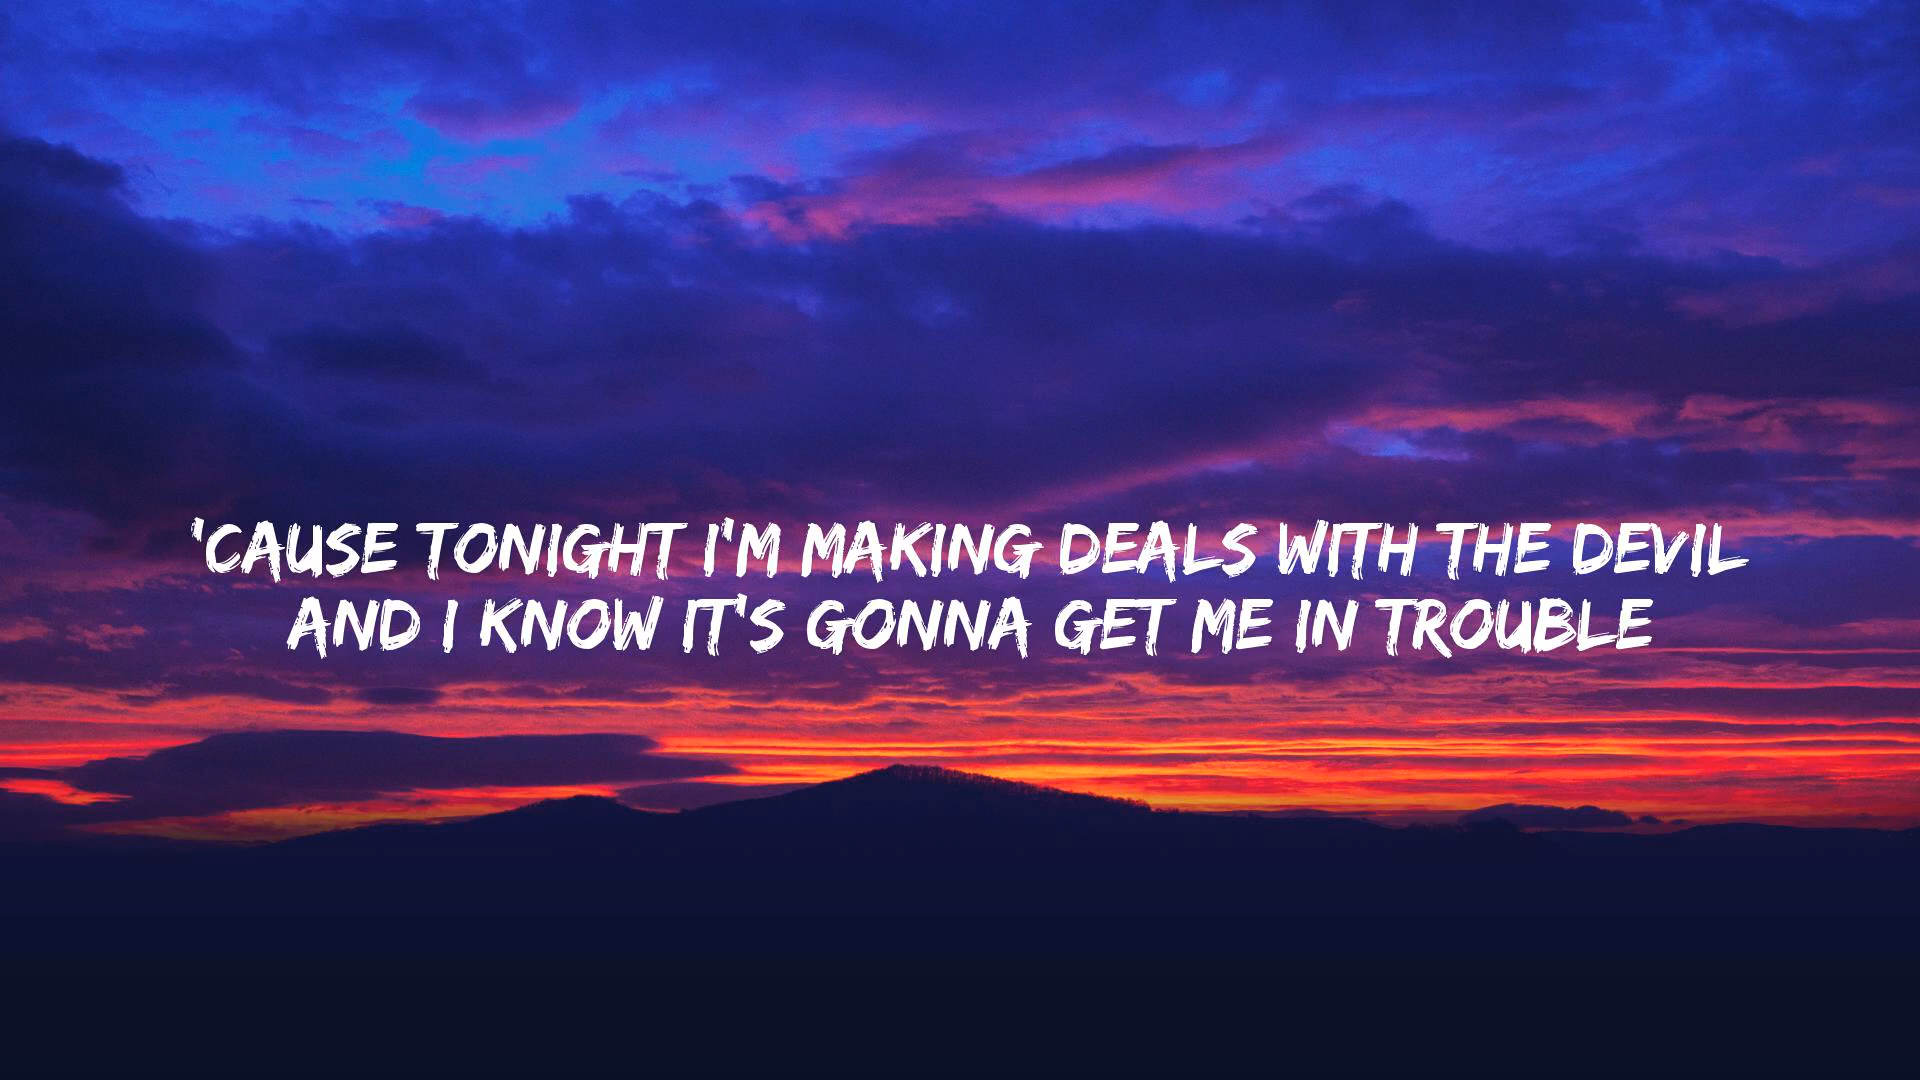 'CAUSE TONIGHT I'M MAKING DEALS WITH THE DEVIL
AND I KNOW IT'S GONNA GET ME IN TROUBLE